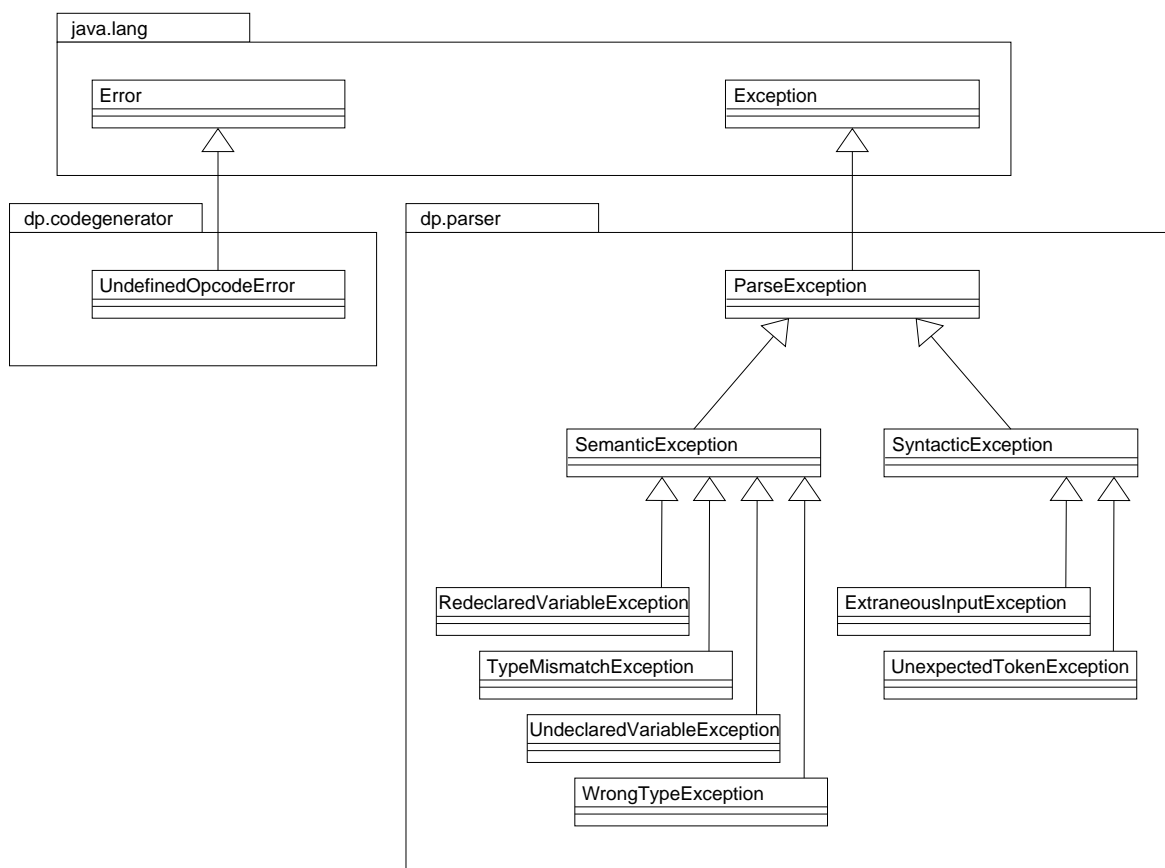 java.lang
Error
Exception
dp.codegenerator
dp.parser
UndefinedOpcodeError
ParseException
SemanticException
SyntacticException
RedeclaredVariableException
ExtraneousInputException
TypeMismatchException
UnexpectedTokenException
UndeclaredVariableException
WrongTypeException